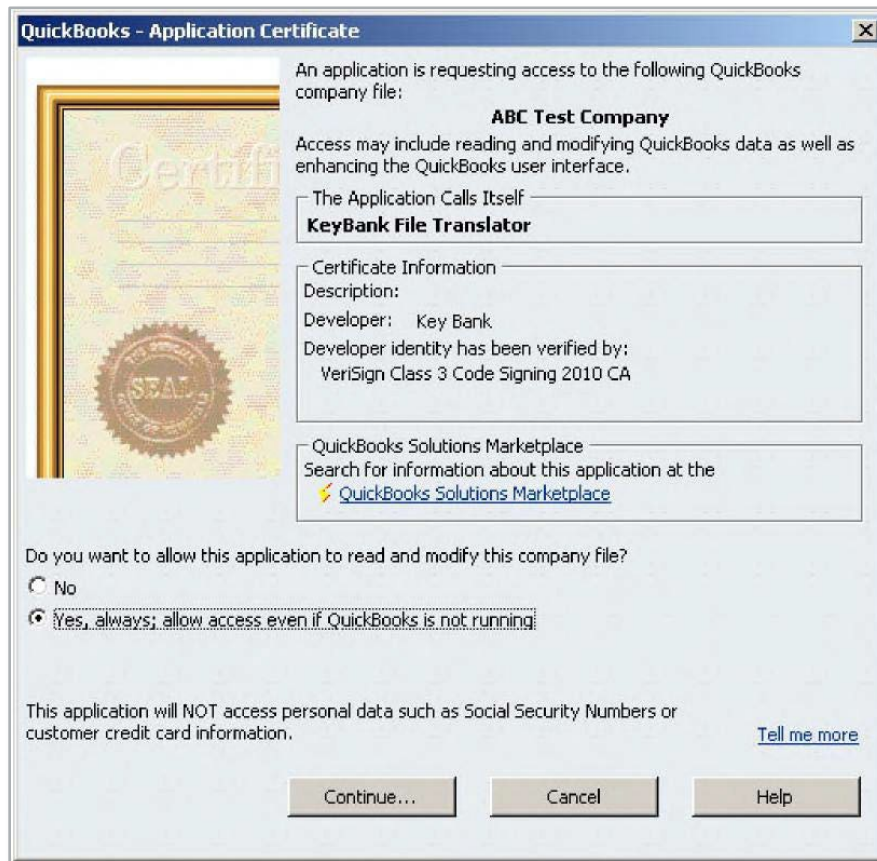 QuickBooks - Application Certificate
Certifi
SEAL
An application is requesting access to the following QuickBooks
company file:
ABC Test Company
Access may include reading and modifying QuickBooks data as well as
enhancing the QuickBooks user interface.
The Application Calls Itself
KeyBank File Translator
Certificate Information
Description:
Developer: Key Bank
Developer identity has been verified by:
VeriSign Class 3 Code Signing 2010 CA
QuickBooks Solutions Marketplace
Search for information about this application at the
QuickBooks Solutions Marketplace
Do you want to allow this application to read and modify this company file?
No
Yes, always; allow access even if QuickBooks is not running
This application will NOT access personal data such as Social Security Numbers or
customer credit card information.
Tell me more
Continue...
Cancel
Help